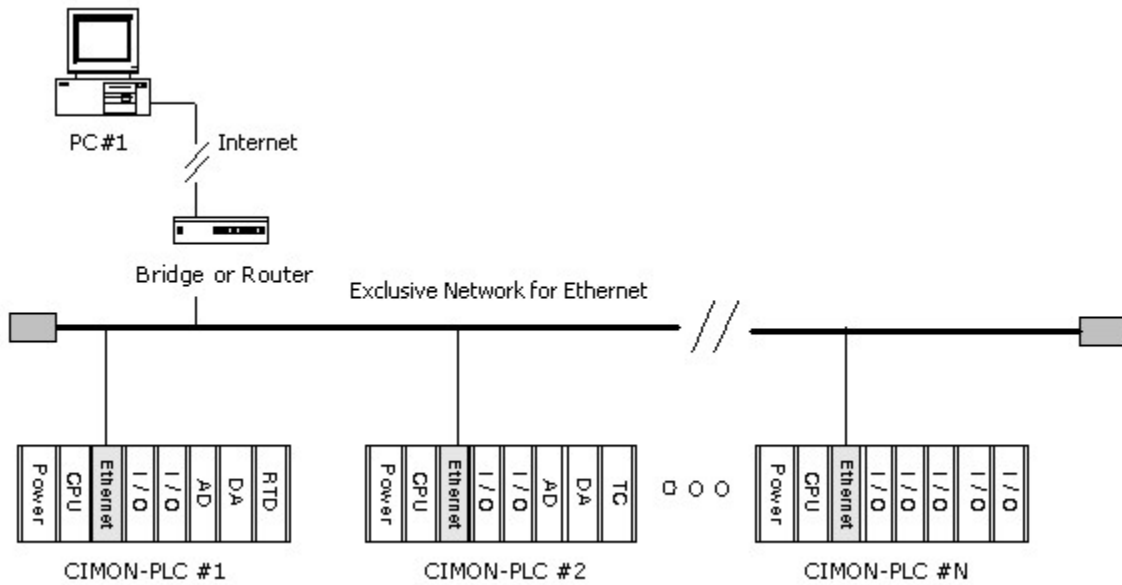 PC#1
Internet
Bridge or Router
Exclusive Network for Ethernet
Power
CPU
Ethernet
I/O
I/O
AD
DA
RTD
Power
CPU
Ethernet
I/O
I/O
AD
DA
TC
Power
CPU
Ethernet
I/O
I/O
I/O
I/O
I/O
CIMON-PLC #1
CIMON-PLC #2
CIMON-PLC #N